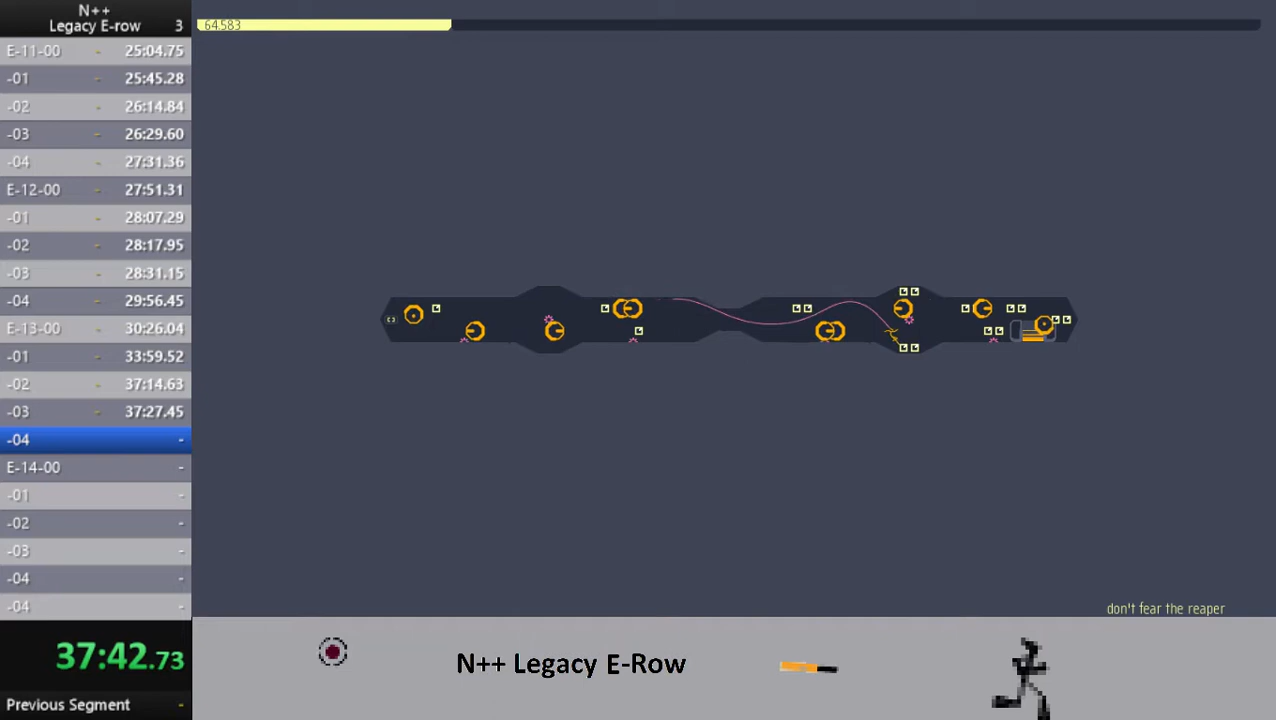 N++
Legacy E-row 3
E-11-00 - 25:04.75
-01 - 25:45.28
-02 - 26:14.84
-03 - 26:29.60
-04 - 27:31.36
E-12-00 - 27:51.31
-01 - 28:07.29
-02 - 28:17.95
-03 - 28:31.15
-04 - 29:56.45
E-13-00 - 30:26.04
-01 - 33:59.52
-02 - 37:14.63
-03 - 37:27.45
-04 -
E-14-00 -
-01 -
-02 -
-03 -
-04 -
-04 -
37:42.73
Previous Segment -
64.583
don't fear the reaper
N++ Legacy E-Row